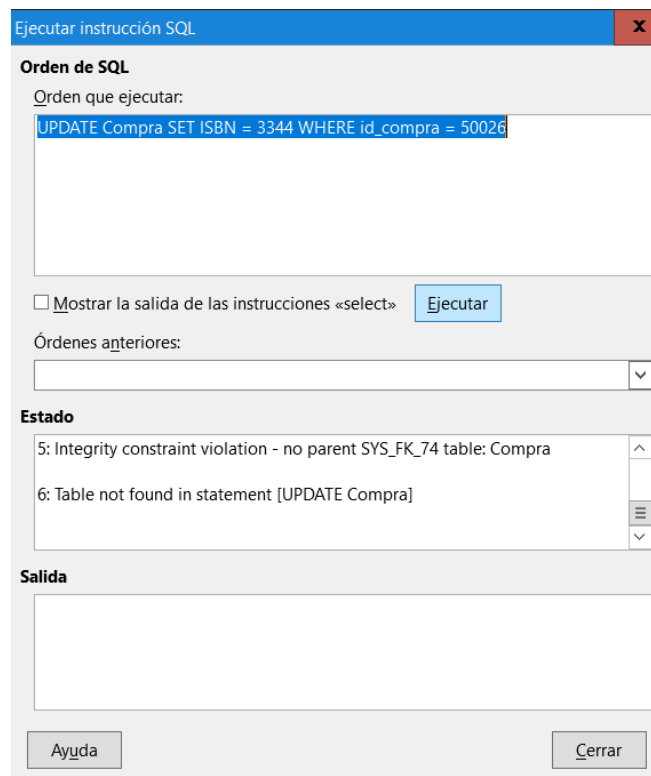 Ejecutar instrucción SQL
x
Orden de SQL
Orden que ejecutar:
UPDATE Compra SET ISBN = 3344 WHERE id_compra = 50026
Mostrar la salida de las instrucciones «select»
Ejecutar
Órdenes anteriores:
Estado
5: Integrity constraint violation - no parent SYS_FK_74 table: Compra
6: Table not found in statement [UPDATE Compra]
Salida
Ayuda
Cerrar